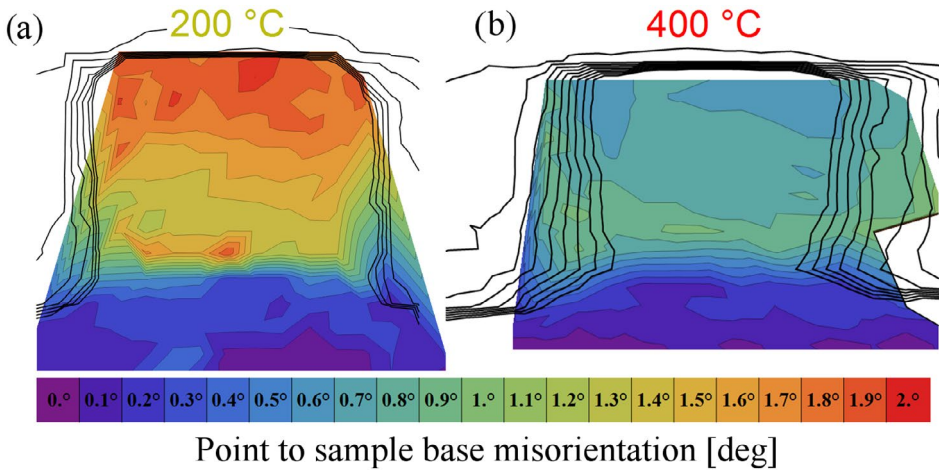 (a) 200 °C (b) 400 °C
0.° 0.1° 0.2° 0.3° 0.4° 0.5° 0.6° 0.7° 0.8° 0.9° 1.° 1.1° 1.2° 1.3° 1.4° 1.5° 1.6° 1.7° 1.8° 1.9° 2.°
Point to sample base misorientation [deg]